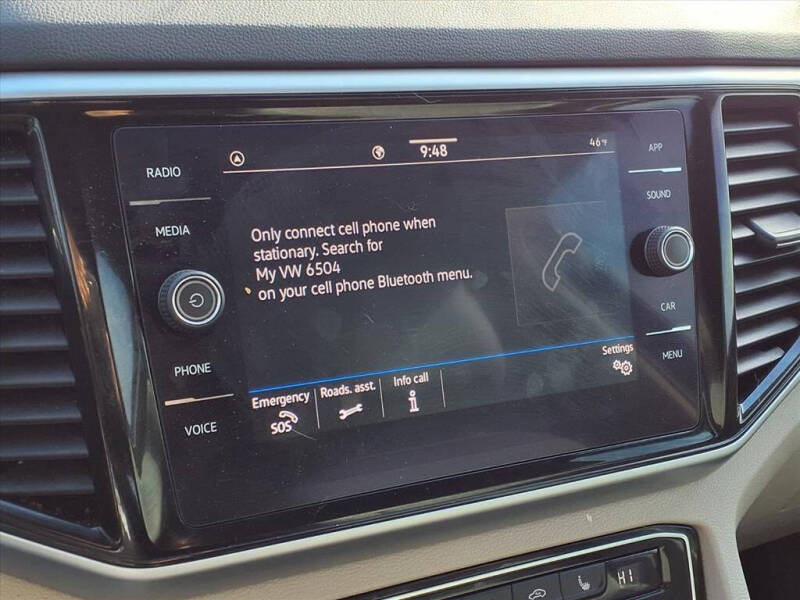 9:48
46°F
RADIO
MEDIA
PHONE
VOICE
Only connect cell phone when
stationary. Search for
My VW 6504
on your cell phone Bluetooth menu.
APP
SOUND
CAR
MENU
Settings
Emergency
SOS
Roads. asst.
Info call
i
HI